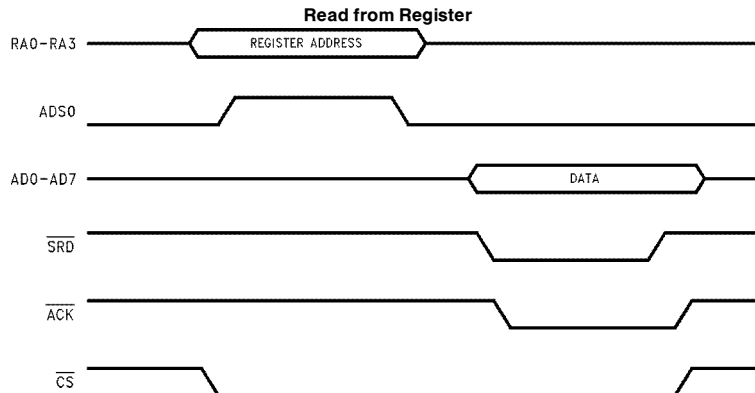 Read from Register
RA0-RA3 REGISTER ADDRESS
ADS0
AD0-AD7 DATA
SRD
ACK
CS